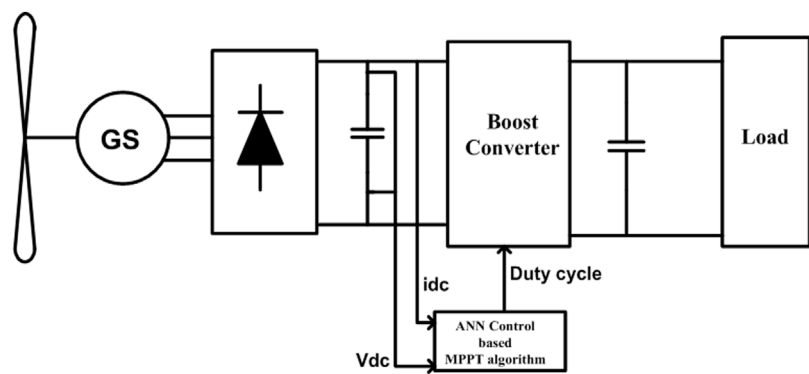 GS
Boost
Converter
Load
idc
Duty cycle
Vdc
ANN Control
based
MPPT algorithm